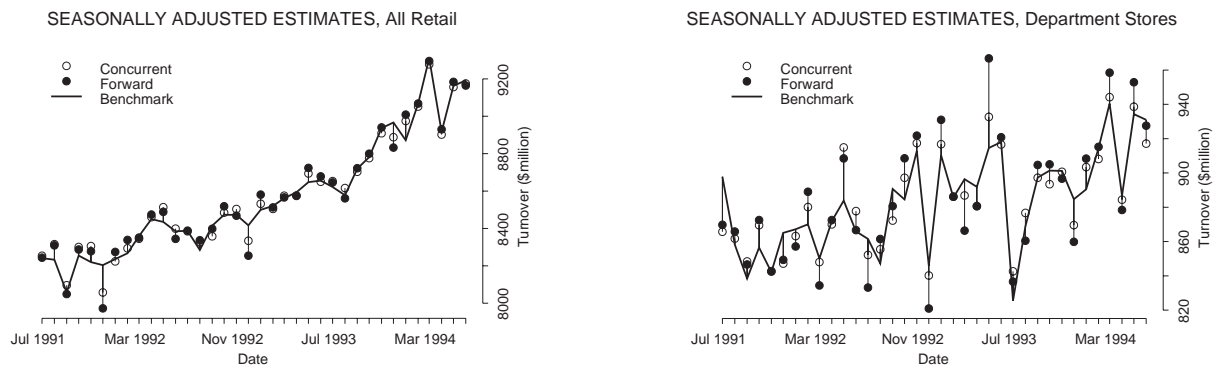 SEASONALLY ADJUSTED ESTIMATES, All Retail
Concurrent
Forward
Benchmark
8000 8400 8800 9200
Turnover ($million)
Jul 1991 Mar 1992 Nov 1992 Jul 1993 Mar 1994
Date
SEASONALLY ADJUSTED ESTIMATES, Department Stores
Concurrent
Forward
Benchmark
820 860 900 940
Turnover ($million)
Jul 1991 Mar 1992 Nov 1992 Jul 1993 Mar 1994
Date